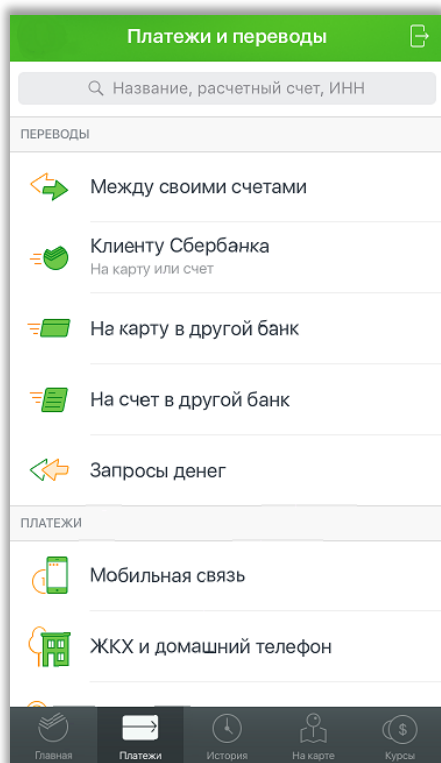 Платежи и переводы
Название, расчетный счет, ИНН
ПЕРЕВОДЫ
Между своими счетами
Клиенту Сбербанка
На карту или счет
На карту в другой банк
На счет в другой банк
Запросы денег
ПЛАТЕЖИ
Мобильная связь
ЖКХ и домашний телефон
Главная
Платежи
История
На карте
Курсы